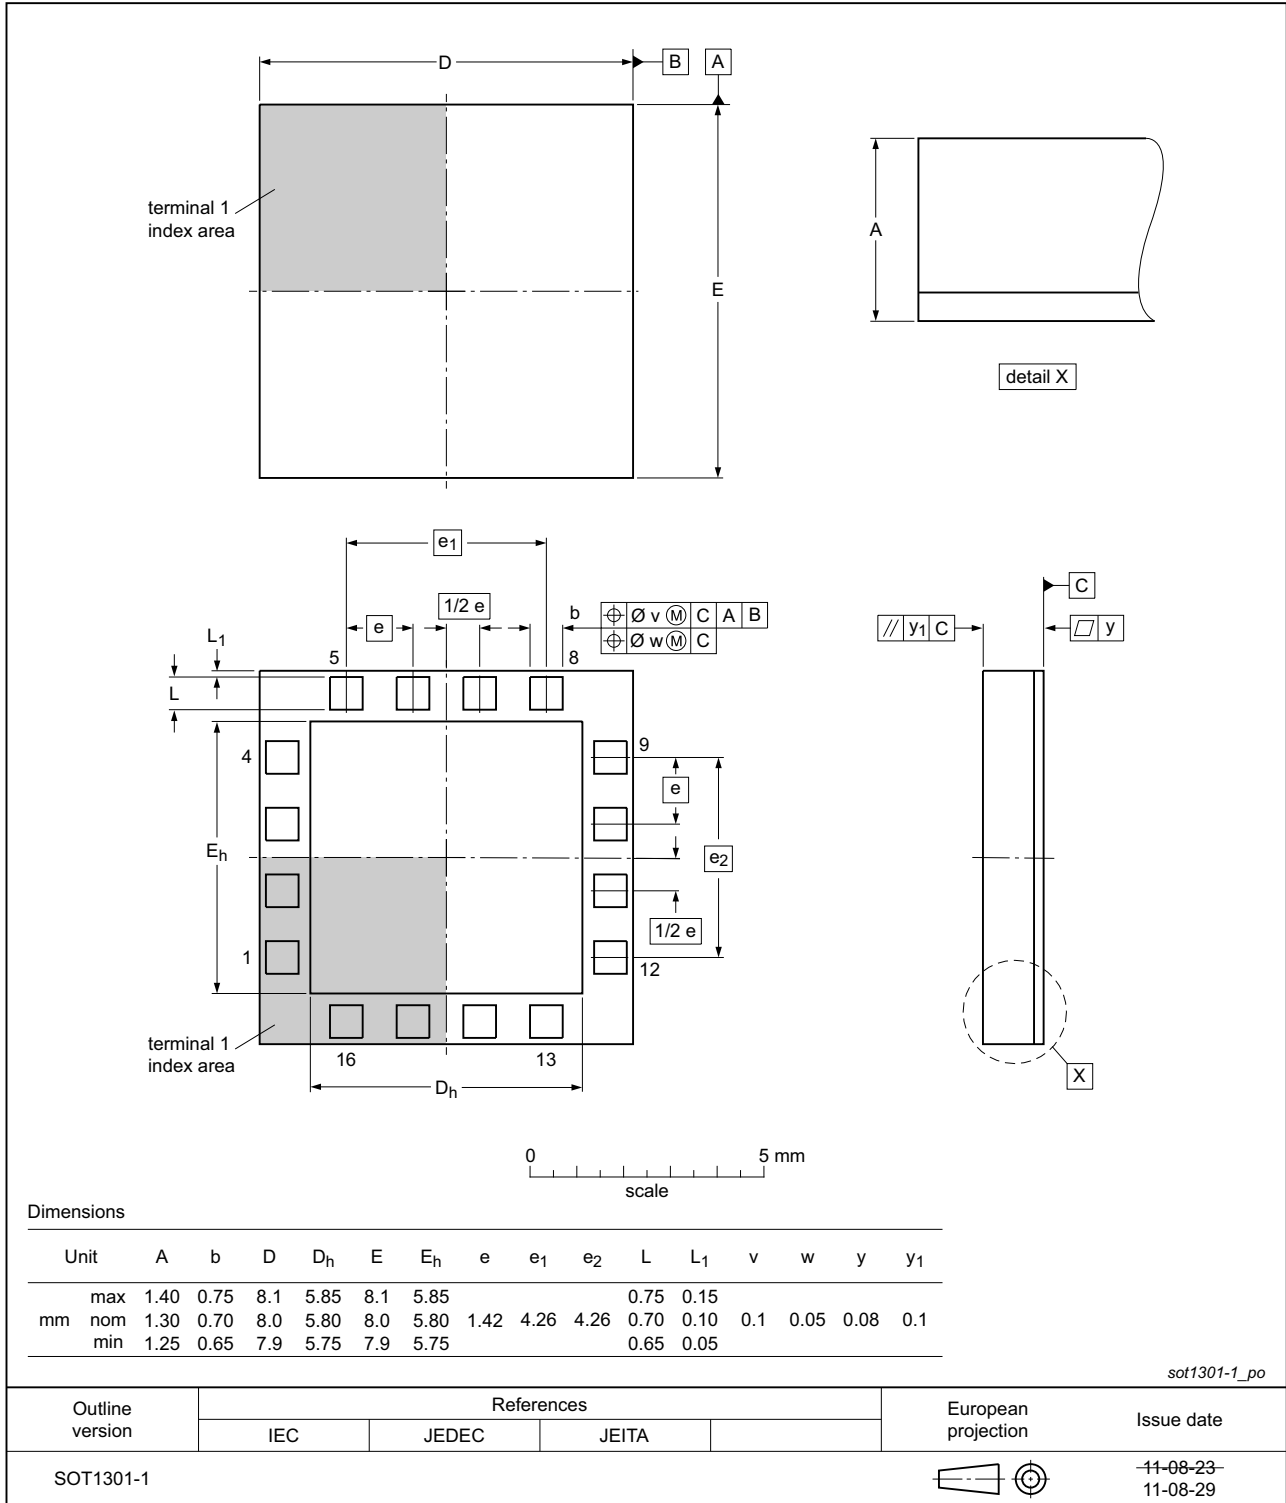 D
B
A
terminal 1
index area
E
A
detail X
e1
1/2 e
b
Ø v Ⓜ C A B
Ø w Ⓜ C
e
L1
5
8
L
4
9
e
Eh
e2
1/2 e
1
12
terminal 1
index area
16
13
Dh
C
// y1 C
y
X
0
5 mm
scale
Dimensions
Unit A b D Dh E Eh e e1 e2 L L1 v w y y1
max 1.40 0.75 8.1 5.85 8.1 5.85 0.75 0.15
mm nom 1.30 0.70 8.0 5.80 8.0 5.80 1.42 4.26 4.26 0.70 0.10 0.1 0.05 0.08 0.1
min 1.25 0.65 7.9 5.75 7.9 5.75 0.65 0.05
sot1301-1_po
Outline
version
References
IEC JEDEC JEITA
European
projection
Issue date
SOT1301-1
11-08-23
11-08-29